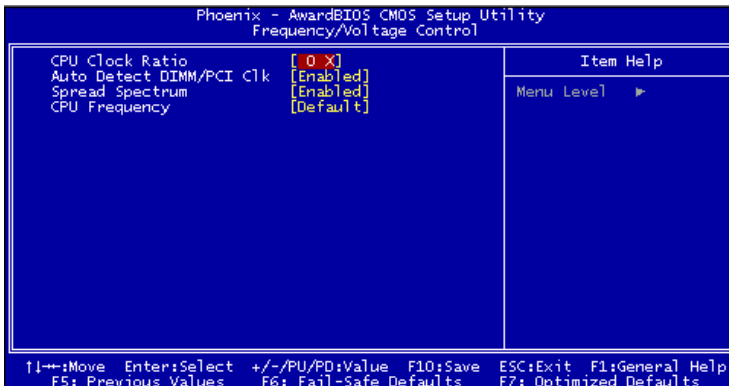 Phoenix - AwardBIOS CMOS Setup Utility
Frequency/Voltage Control
CPU Clock Ratio [ 0 X]
Auto Detect DIMM/PCI Clk [Enabled]
Spread Spectrum [Enabled]
CPU Frequency [Default]
Item Help
Menu Level ►
↑↓→←:Move Enter:Select +/-/PU/PD:Value F10:Save ESC:Exit F1:General Help
F5: Previous Values F6: Fail-Safe Defaults F7: Optimized Defaults